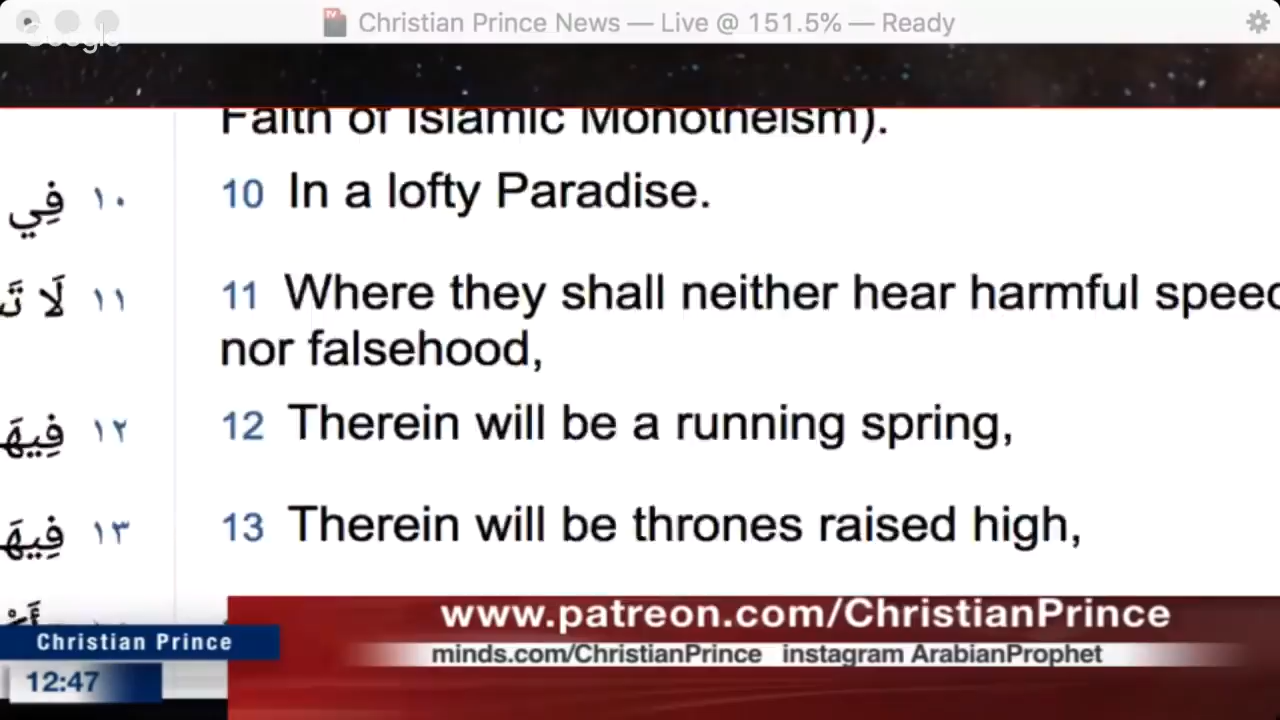 Christian Prince News — Live @ 151.5% — Ready
Google
Faith of Islamic Monotheism).
١٠ فِي
10 In a lofty Paradise.
١١ لَا تَ
11 Where they shall neither hear harmful speec
nor falsehood,
١٢ فِيهَ
12 Therein will be a running spring,
١٣ فِيهَ
13 Therein will be thrones raised high,
www.patreon.com/ChristianPrince
Christian Prince
minds.com/ChristianPrince instagram ArabianProphet
12:47